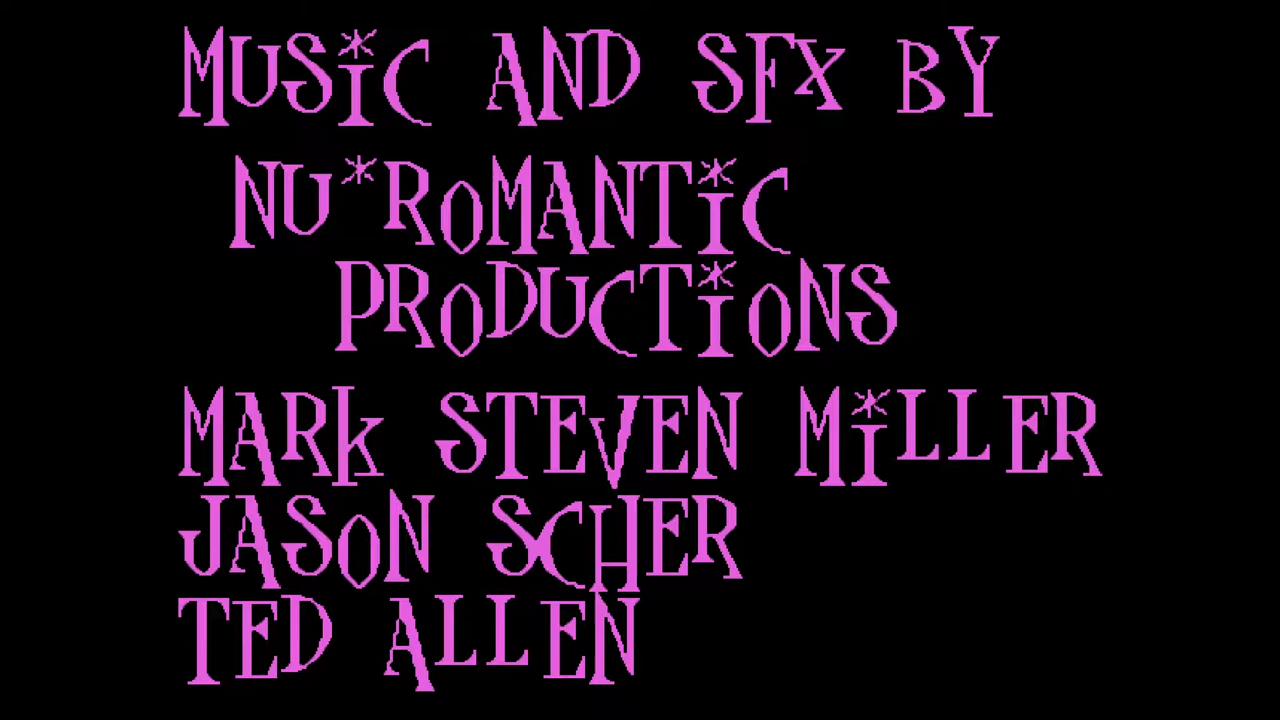 MUSiC AND SFX BY
NU*ROMANTiC
PRODUCTiONS
MARK STEVEN MiLLER
JASON SCHER
TED ALLEN